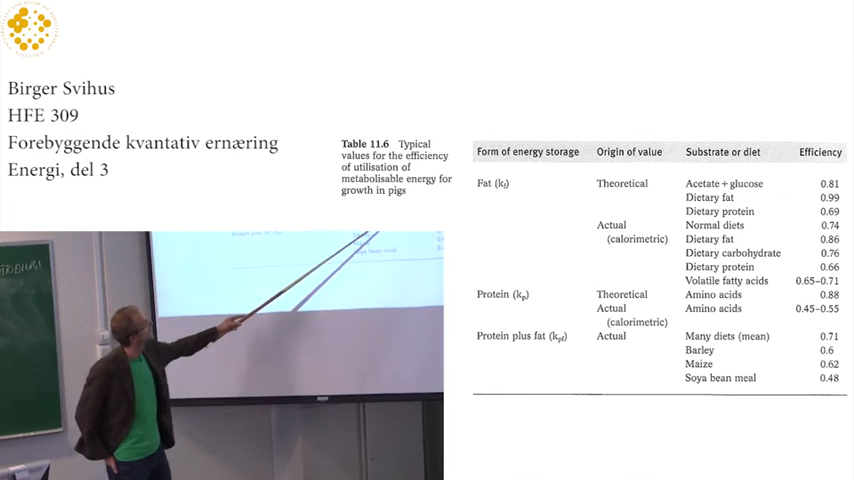 Birger Svihus
HFE 309
Forebyggende kvantativ ernæring
Energi, del 3
Table 11.6 Typical
values for the efficiency
of utilisation of
metabolisable energy for
growth in pigs
Form of energy storage Origin of value Substrate or diet Efficiency
Fat (kf) Theoretical Acetate + glucose 0.81
Dietary fat 0.99
Dietary protein 0.69
Actual Normal diets 0.74
(calorimetric) Dietary fat 0.86
Dietary carbohydrate 0.76
Dietary protein 0.66
Volatile fatty acids 0.65–0.71
Protein (kp) Theoretical Amino acids 0.88
Actual Amino acids 0.45–0.55
(calorimetric)
Protein plus fat (kpf) Actual Many diets (mean) 0.71
Barley 0.6
Maize 0.62
Soya bean meal 0.48
Protein plus fat
Soya bean meal